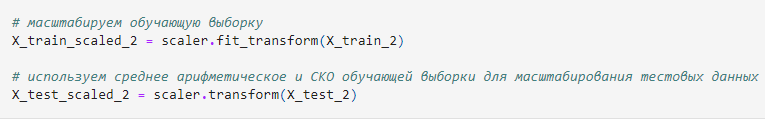 # масштабируем обучающую выборку
X_train_scaled_2 = scaler.fit_transform(X_train_2)
# используем среднее арифметическое и СКО обучающей выборки для масштабирования тестовых данных
X_test_scaled_2 = scaler.transform(X_test_2)